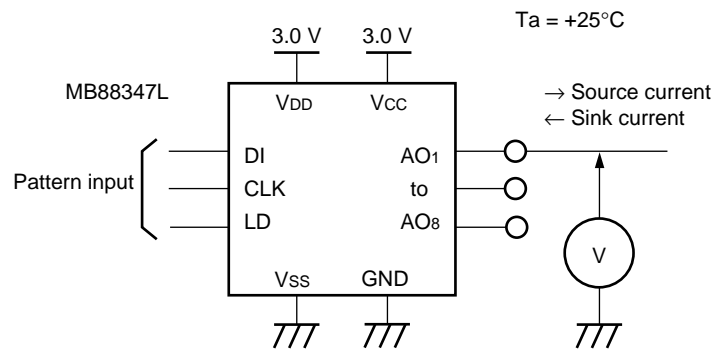 Ta = +25°C
3.0 V 3.0 V
MB88347L
VDD VCC
→ Source current
← Sink current
Pattern input
DI AO1
CLK to
LD AO8
V
VSS GND